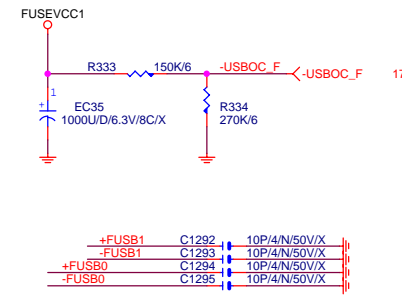 FUSEVCC1
R333 150K/6 -USBOC_F -USBOC_F 17
1
+ EC35
1000U/D/6.3V/8C/X
R334
270K/6
+FUSB1 C1292 10P/4/N/50V/X
-FUSB1 C1293 10P/4/N/50V/X
+FUSB0 C1294 10P/4/N/50V/X
-FUSB0 C1295 10P/4/N/50V/X